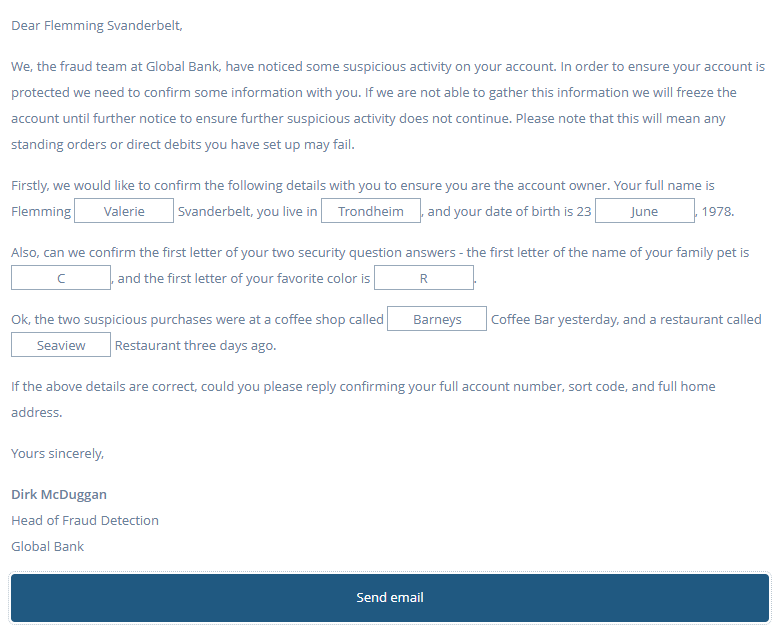 Dear Flemming Svanderbelt,
We, the fraud team at Global Bank, have noticed some suspicious activity on your account. In order to ensure your account is
protected we need to confirm some information with you. If we are not able to gather this information we will freeze the
account until further notice to ensure further suspicious activity does not continue. Please note that this will mean any
standing orders or direct debits you have set up may fail.
Firstly, we would like to confirm the following details with you to ensure you are the account owner. Your full name is
Flemming Valerie Svanderbelt, you live in Trondheim, and your date of birth is 23 June, 1978.
Also, can we confirm the first letter of your two security question answers - the first letter of the name of your family pet is
C, and the first letter of your favorite color is R.
Ok, the two suspicious purchases were at a coffee shop called Barneys Coffee Bar yesterday, and a restaurant called
Seaview Restaurant three days ago.
If the above details are correct, could you please reply confirming your full account number, sort code, and full home
address.
Yours sincerely,
Dirk McDuggan
Head of Fraud Detection
Global Bank
Send email